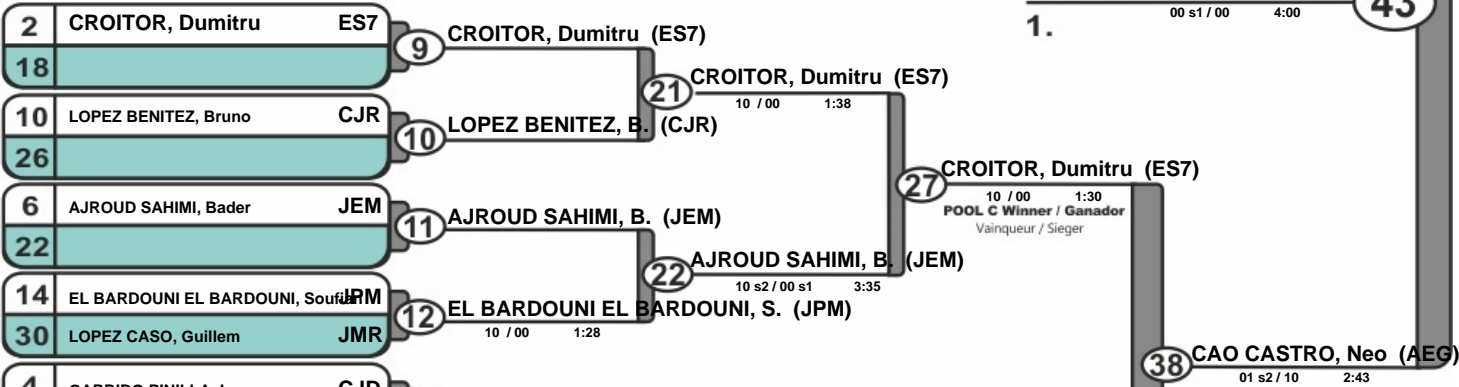 00 s1 / 00 4:00
43
1.
2 CROITOR, Dumitru ES7
18
9
CROITOR, Dumitru (ES7)
21
CROITOR, Dumitru (ES7)
10 / 00 1:38
10 LOPEZ BENITEZ, Bruno CJR
26
10
LOPEZ BENITEZ, B. (CJR)
27
CROITOR, Dumitru (ES7)
10 / 00 1:30
POOL C Winner / Ganador
Vainqueur / Sieger
6 AJROUD SAHIMI, Bader JEM
22
11
AJROUD SAHIMI, B. (JEM)
22
AJROUD SAHIMI, B. (JEM)
10 s2 / 00 s1 3:35
14 EL BARDOUNI EL BARDOUNI, Soufian JPM
30 LOPEZ CASO, Guillem JMR
12
EL BARDOUNI EL BARDOUNI, S. (JPM)
10 / 00 1:28
38
CAO CASTRO, Neo (AEG)
01 s2 / 10 2:43
4